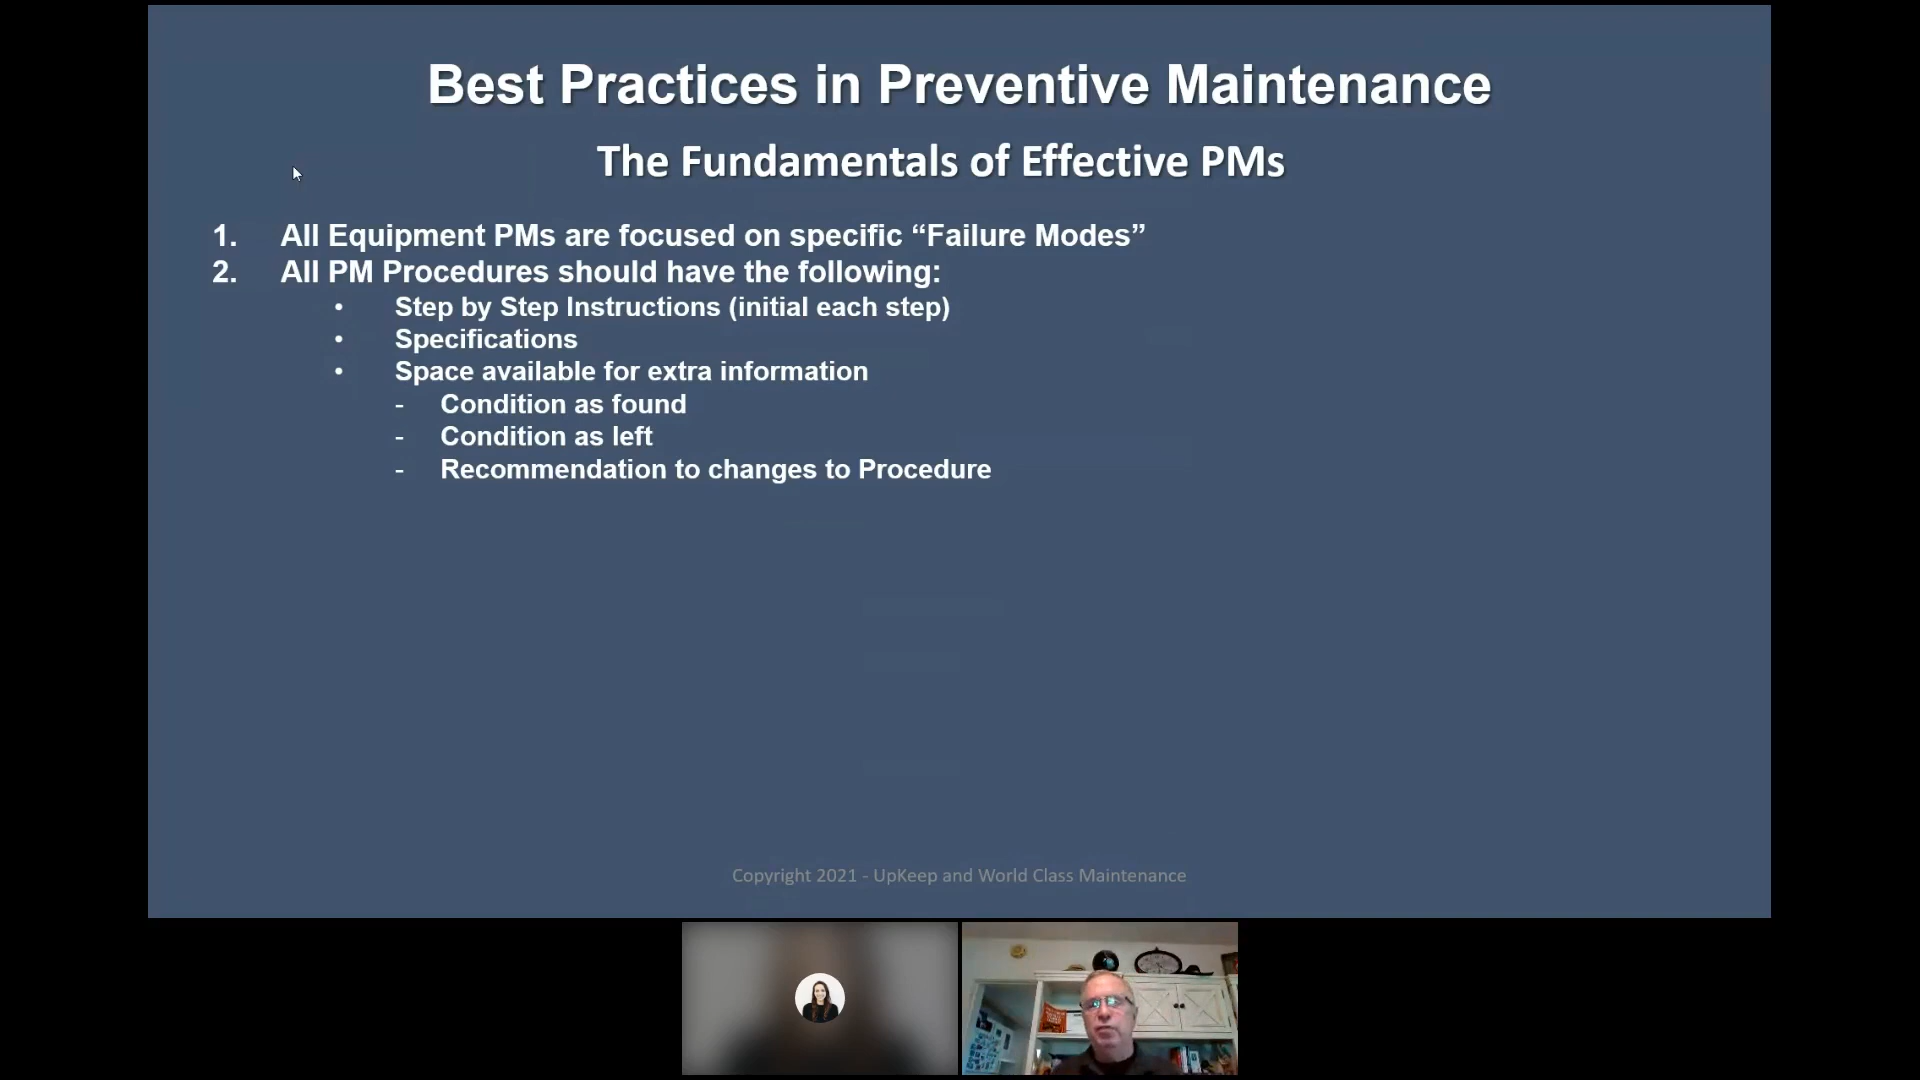 Best Practices in Preventive Maintenance
The Fundamentals of Effective PMs
1. All Equipment PMs are focused on specific “Failure Modes”
2. All PM Procedures should have the following:
• Step by Step Instructions (initial each step)
• Specifications
• Space available for extra information
- Condition as found
- Condition as left
- Recommendation to changes to Procedure
Copyright 2021 - UpKeep and World Class Maintenance